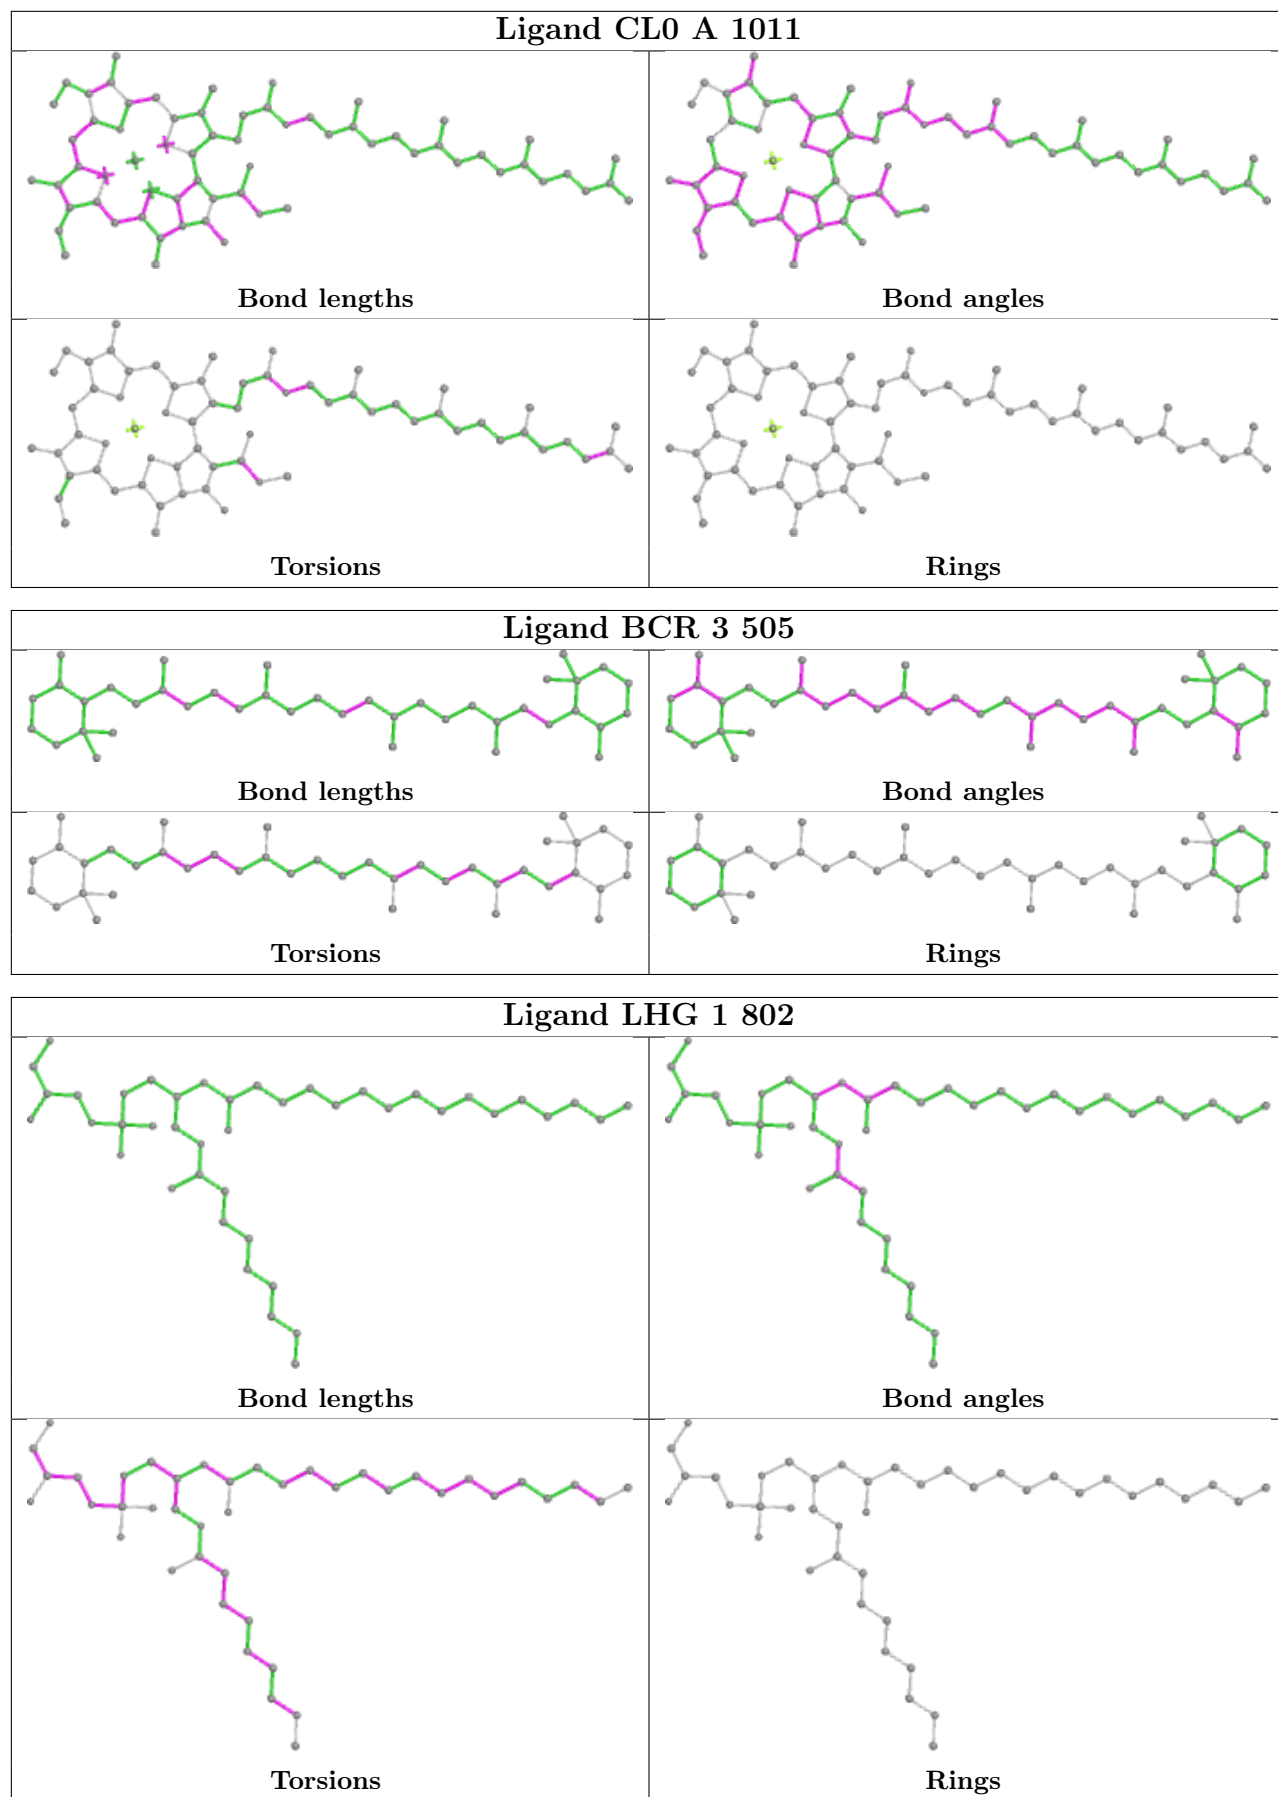 Ligand CL0 A 1011
Bond lengths
Bond angles
Torsions
Rings
Ligand BCR 3 505
Bond lengths
Bond angles
Torsions
Rings
Ligand LHG 1 802
Bond lengths
Bond angles
Torsions
Rings